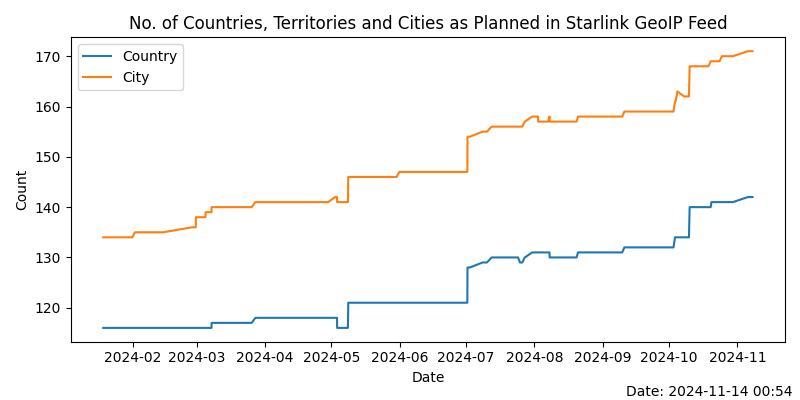 No. of Countries, Territories and Cities as Planned in Starlink GeoIP Feed
Country
City
170
160
150
140
130
120
Count
2024-02 2024-03 2024-04 2024-05 2024-06 2024-07 2024-08 2024-09 2024-10 2024-11
Date
Date: 2024-11-14 00:54